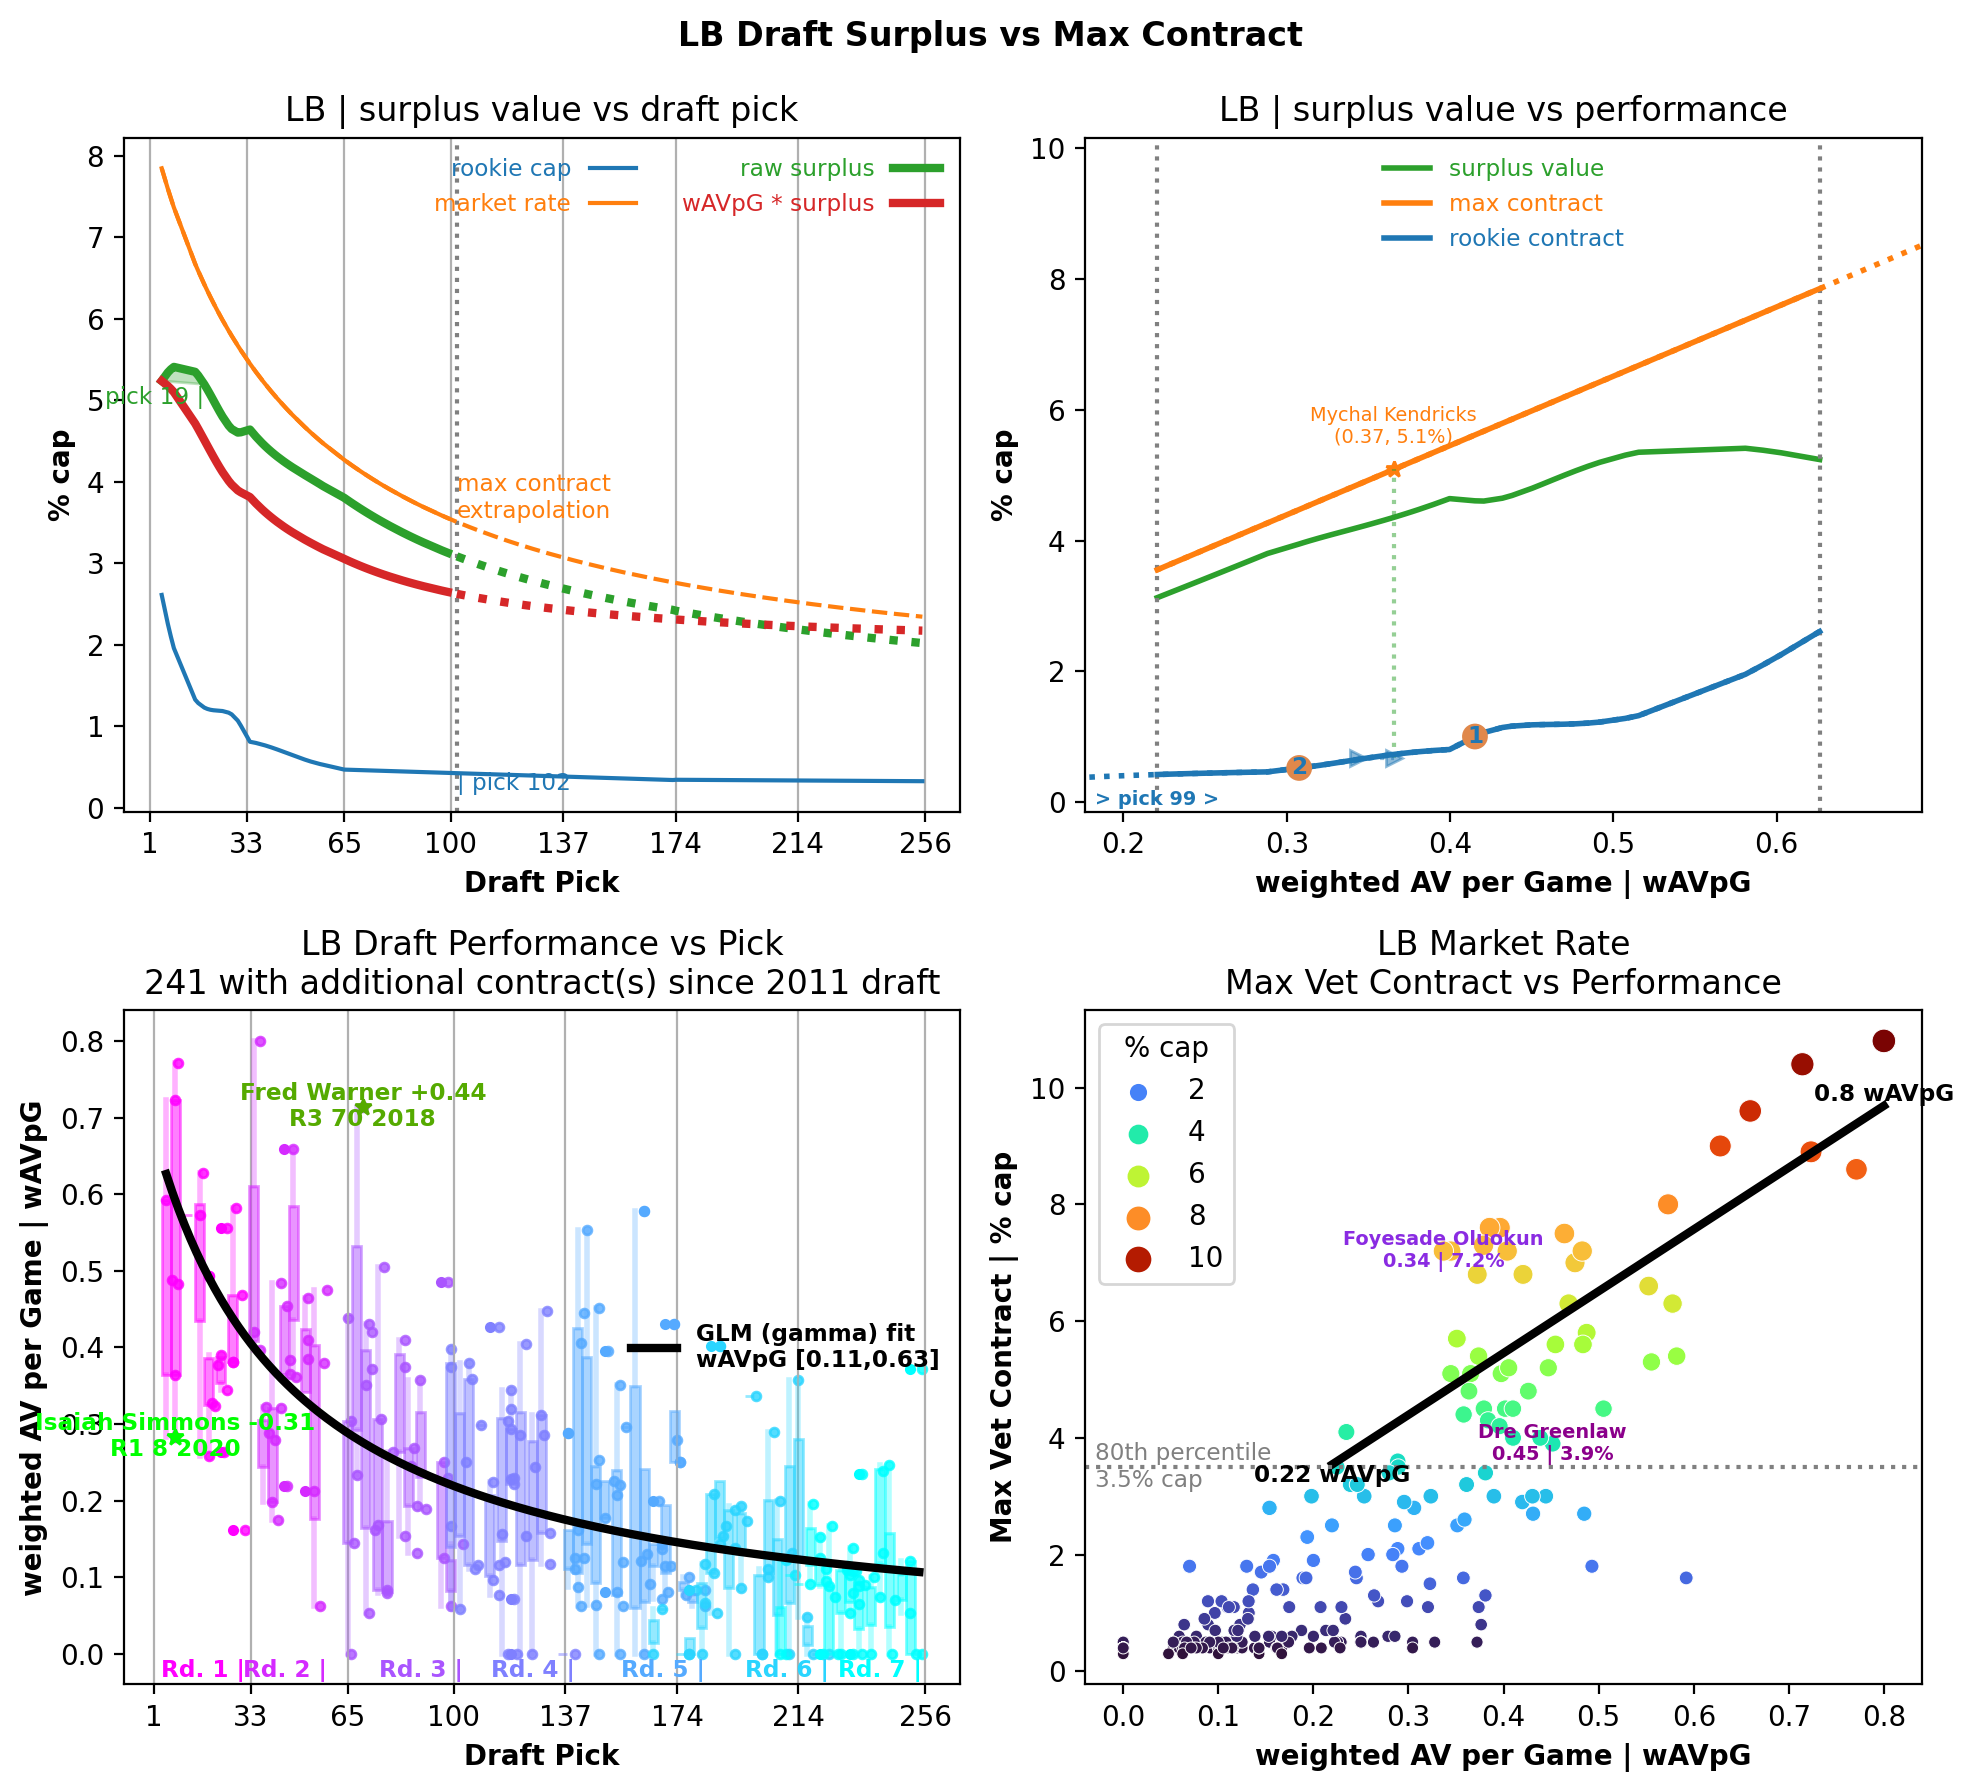 LB Draft Surplus vs Max Contract
LB | surplus value vs draft pick
8
7
6
5
4
3
2
1
0
% cap
rookie cap
market rate
raw surplus
wAVpG * surplus
pick 19 |
max contract
extrapolation
| pick 102
1 33 65 100 137 174 214 256
Draft Pick
LB | surplus value vs performance
10
8
6
4
2
0
% cap
surplus value
max contract
rookie contract
Mychal Kendricks
(0.37, 5.1%)
1
2
> pick 99 >
0.2 0.3 0.4 0.5 0.6
weighted AV per Game | wAVpG
LB Draft Performance vs Pick
241 with additional contract(s) since 2011 draft
0.8
0.7
0.6
0.5
0.4
0.3
0.2
0.1
0.0
weighted AV per Game | wAVpG
Fred Warner +0.44
R3 70 2018
GLM (gamma) fit
wAVpG [0.11,0.63]
Isaiah Simmons -0.31
R1 8 2020
Rd. 1 | Rd. 2 | Rd. 3 | Rd. 4 | Rd. 5 | Rd. 6 | Rd. 7 |
1 33 65 100 137 174 214 256
Draft Pick
LB Market Rate
Max Vet Contract vs Performance
10
8
6
4
2
0
Max Vet Contract | % cap
% cap
2
4
6
8
10
0.8 wAVpG
Foyesade Oluokun
0.34 | 7.2%
Dre Greenlaw
0.45 | 3.9%
80th percentile
3.5% cap
0.22 wAVpG
0.0 0.1 0.2 0.3 0.4 0.5 0.6 0.7 0.8
weighted AV per Game | wAVpG